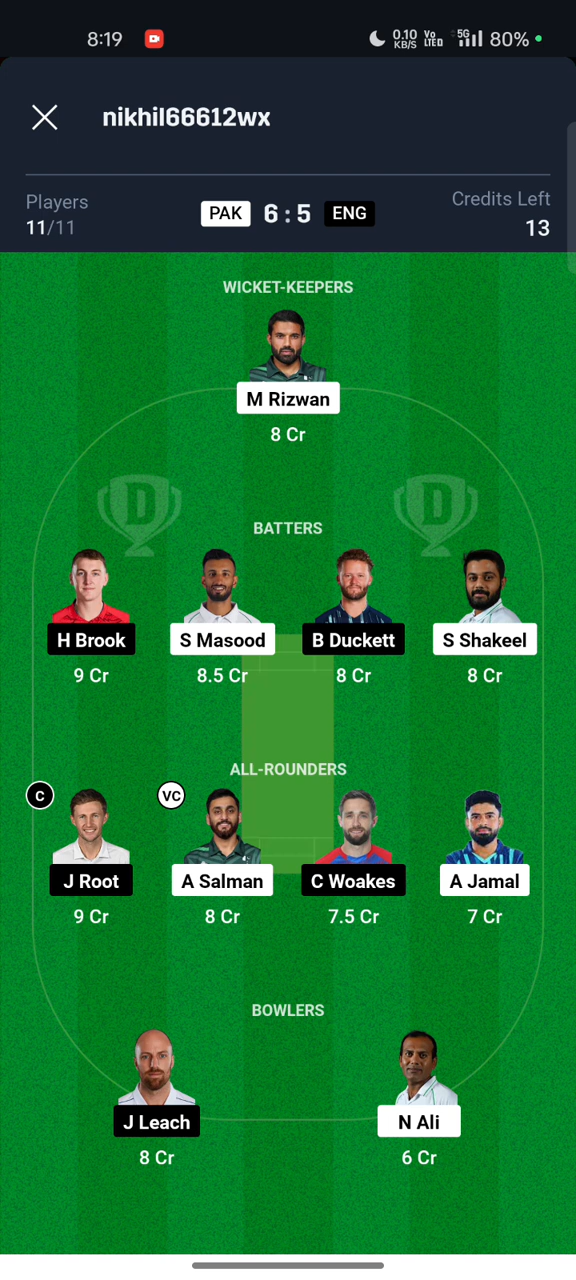 8:19
0.10 KB/S
Vo LTED
5G
80%
nikhil66612wx
Players
11/11
PAK 6 : 5 ENG
Credits Left
13
WICKET-KEEPERS
M Rizwan
8 Cr
D D
BATTERS
H Brook S Masood B Duckett S Shakeel
9 Cr 8.5 Cr 8 Cr 8 Cr
ALL-ROUNDERS
C VC
J Root A Salman C Woakes A Jamal
9 Cr 8 Cr 7.5 Cr 7 Cr
BOWLERS
J Leach N Ali
8 Cr 6 Cr